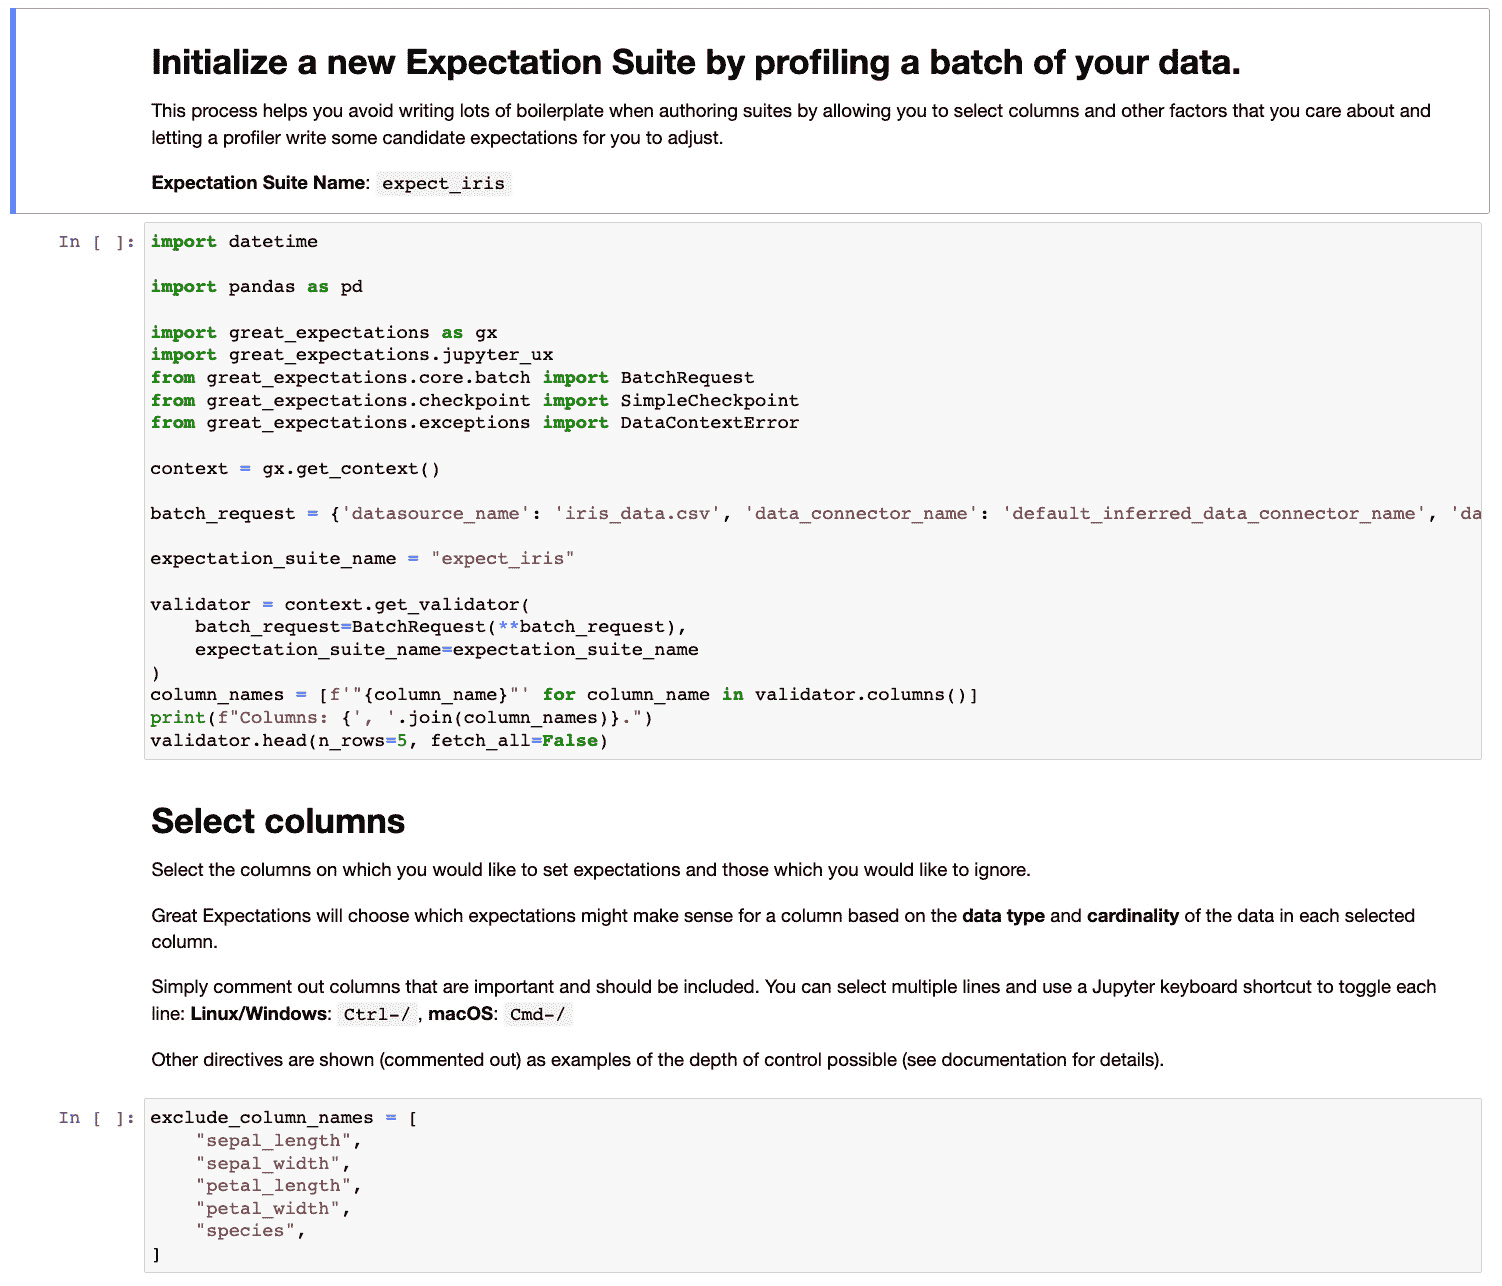 Initialize a new Expectation Suite by profiling a batch of your data.
This process helps you avoid writing lots of boilerplate when authoring suites by allowing you to select columns and other factors that you care about and
letting a profiler write some candidate expectations for you to adjust.
Expectation Suite Name: expect_iris
In [ ]: import datetime
import pandas as pd
import great_expectations as gx
import great_expectations.jupyter_ux
from great_expectations.core.batch import BatchRequest
from great_expectations.checkpoint import SimpleCheckpoint
from great_expectations.exceptions import DataContextError
context = gx.get_context()
batch_request = {'datasource_name': 'iris_data.csv', 'data_connector_name': 'default_inferred_data_connector_name', 'da
expectation_suite_name = "expect_iris"
validator = context.get_validator(
    batch_request=BatchRequest(**batch_request),
    expectation_suite_name=expectation_suite_name
)
column_names = [f'"{column_name}"' for column_name in validator.columns()]
print(f"Columns: {', '.join(column_names)}.")
validator.head(n_rows=5, fetch_all=False)
Select columns
Select the columns on which you would like to set expectations and those which you would like to ignore.
Great Expectations will choose which expectations might make sense for a column based on the data type and cardinality of the data in each selected
column.
Simply comment out columns that are important and should be included. You can select multiple lines and use a Jupyter keyboard shortcut to toggle each
line: Linux/Windows: Ctrl-/, macOS: Cmd-/
Other directives are shown (commented out) as examples of the depth of control possible (see documentation for details).
In [ ]: exclude_column_names = [
    "sepal_length",
    "sepal_width",
    "petal_length",
    "petal_width",
    "species",
]